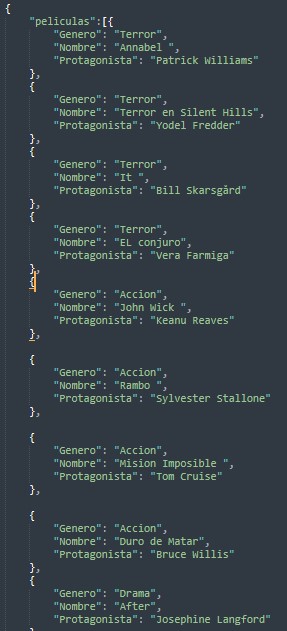 {
"peliculas":[{
"Genero": "Terror",
"Nombre": "Annabel ",
"Protagonista": "Patrick Williams"
},
{
"Genero": "Terror",
"Nombre": "Terror en Silent Hills",
"Protagonista": "Yodel Fredder"
},
{
"Genero": "Terror",
"Nombre": "It ",
"Protagonista": "Bill Skarsgård"
},
{
"Genero": "Terror",
"Nombre": "EL conjuro",
"Protagonista": "Vera Farmiga"
},
{
"Genero": "Accion",
"Nombre": "John Wick ",
"Protagonista": "Keanu Reaves"
},
{
"Genero": "Accion",
"Nombre": "Rambo ",
"Protagonista": "Sylvester Stallone"
},
{
"Genero": "Accion",
"Nombre": "Mision Imposible ",
"Protagonista": "Tom Cruise"
},
{
"Genero": "Accion",
"Nombre": "Duro de Matar",
"Protagonista": "Bruce Willis"
},
{
"Genero": "Drama",
"Nombre": "After",
"Protagonista": "Josephine Langford"